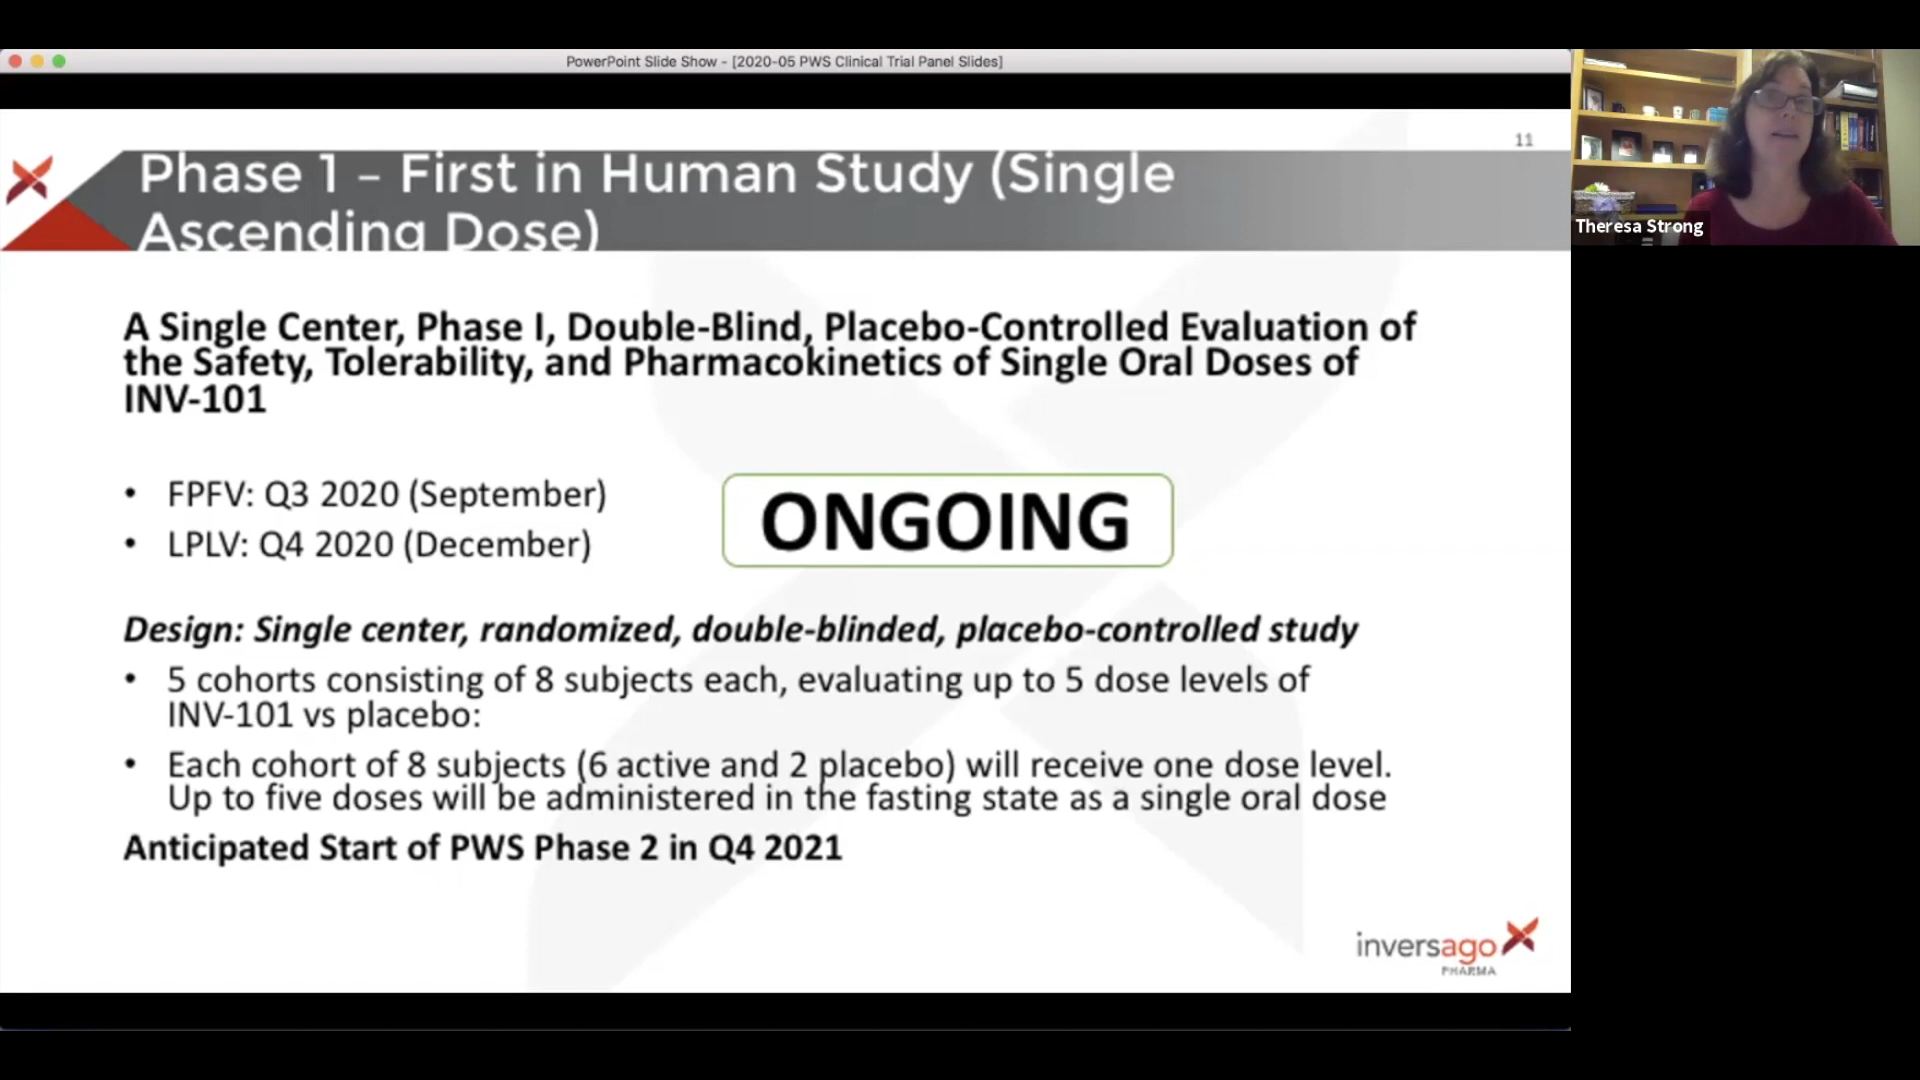 PowerPoint Slide Show - [2020-05 PWS Clinical Trial Panel Slides]
11
Phase 1 – First in Human Study (Single
Ascending Dose)
A Single Center, Phase I, Double-Blind, Placebo-Controlled Evaluation of
the Safety, Tolerability, and Pharmacokinetics of Single Oral Doses of
INV-101
• FPFV: Q3 2020 (September)
• LPLV: Q4 2020 (December)
ONGOING
Design: Single center, randomized, double-blinded, placebo-controlled study
• 5 cohorts consisting of 8 subjects each, evaluating up to 5 dose levels of
INV-101 vs placebo:
• Each cohort of 8 subjects (6 active and 2 placebo) will receive one dose level.
Up to five doses will be administered in the fasting state as a single oral dose
Anticipated Start of PWS Phase 2 in Q4 2021
inversago
PHARMA
Theresa Strong